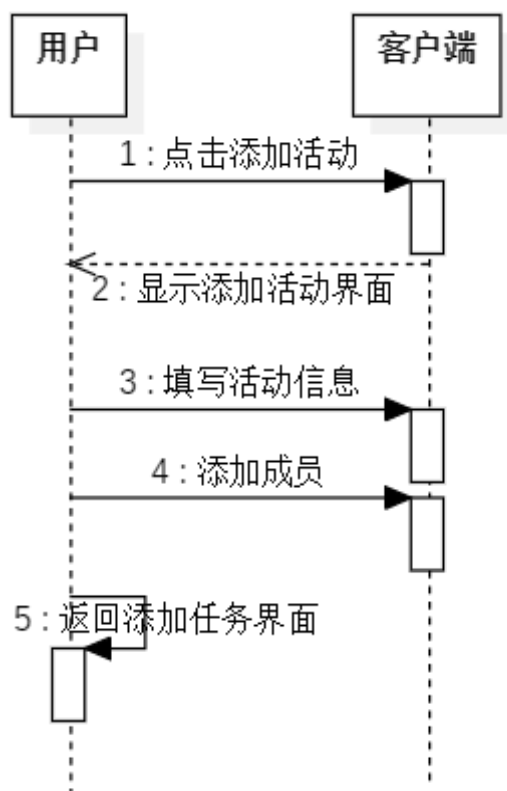 用户
客户端
1 : 点击添加活动
2 : 显示添加活动界面
3 : 填写活动信息
4 : 添加成员
5 : 返回添加任务界面